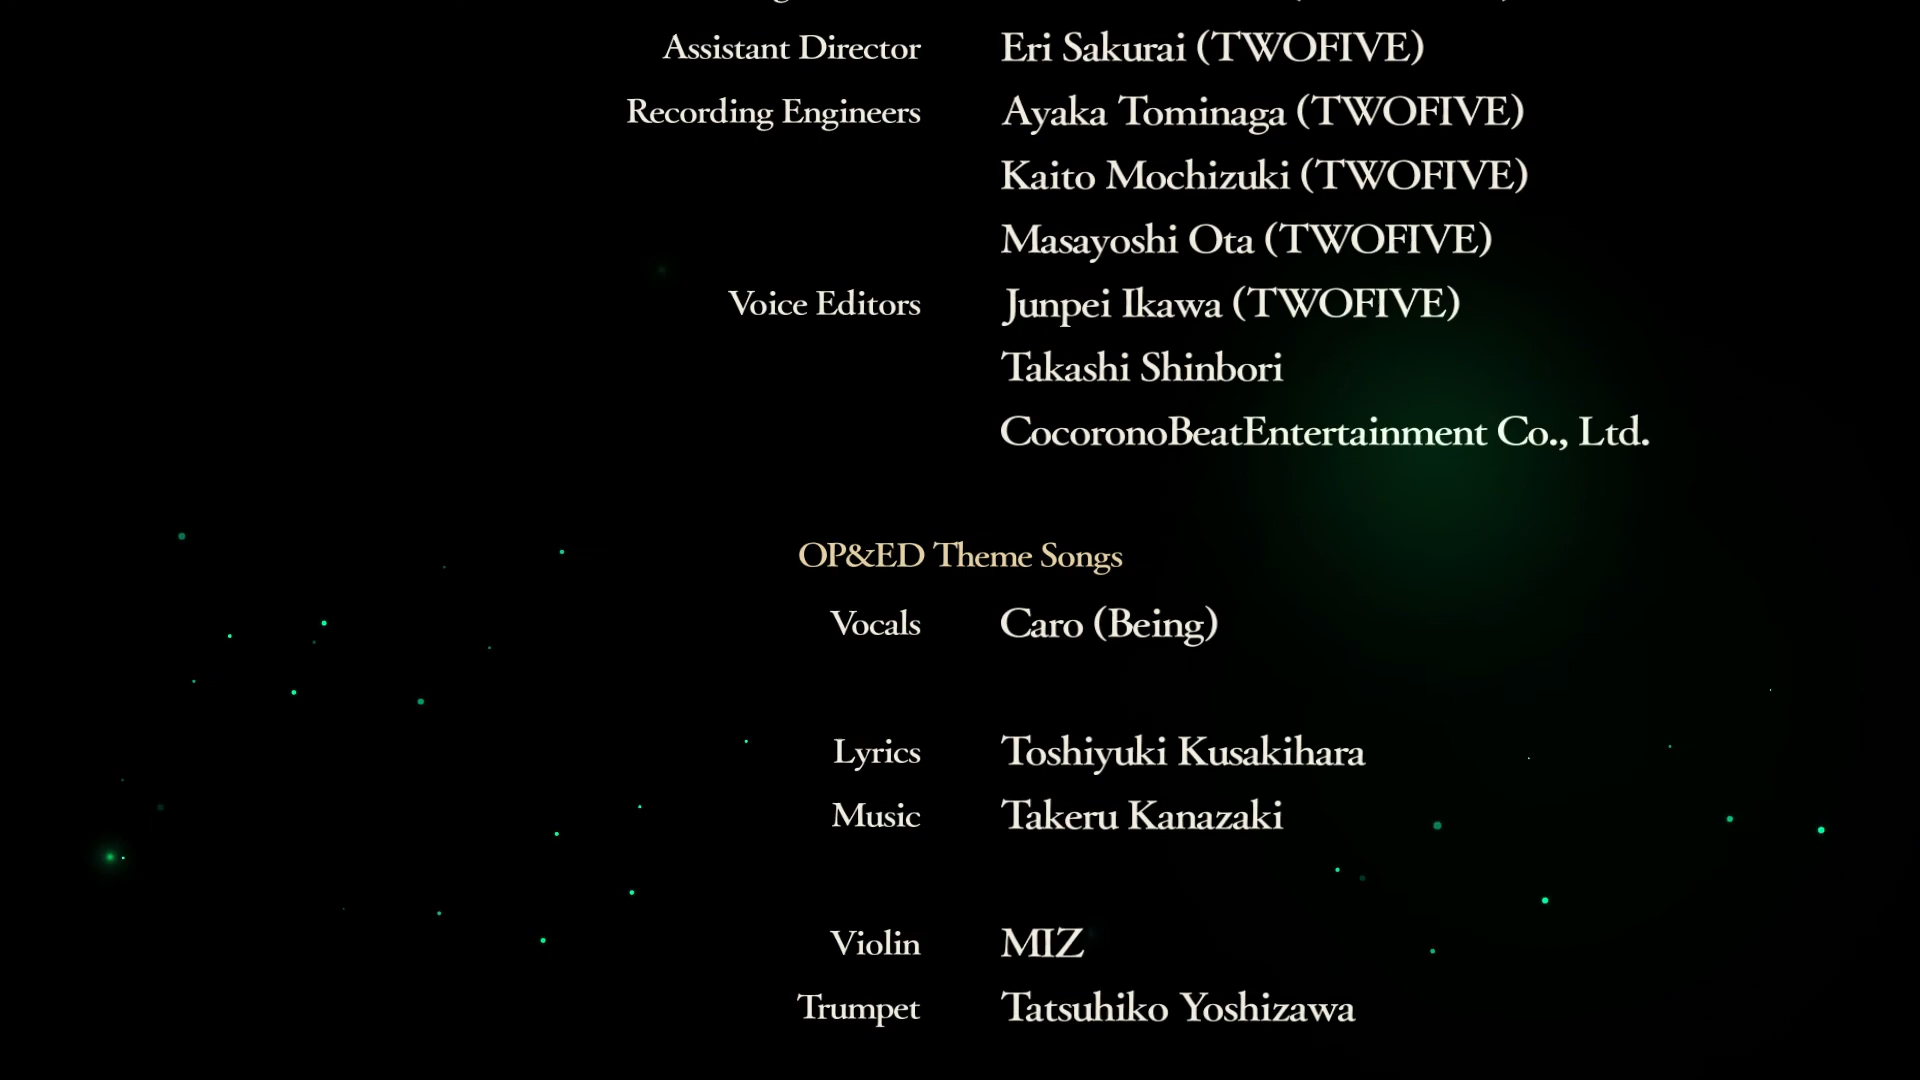 Assistant Director Eri Sakurai (TWOFIVE)
Recording Engineers Ayaka Tominaga (TWOFIVE)
Kaito Mochizuki (TWOFIVE)
Masayoshi Ota (TWOFIVE)
Voice Editors Junpei Ikawa (TWOFIVE)
Takashi Shinbori
CocoronoBeatEntertainment Co., Ltd.
OP&ED Theme Songs
Vocals Caro (Being)
Lyrics Toshiyuki Kusakihara
Music Takeru Kanazaki
Violin MIZ
Trumpet Tatsuhiko Yoshizawa